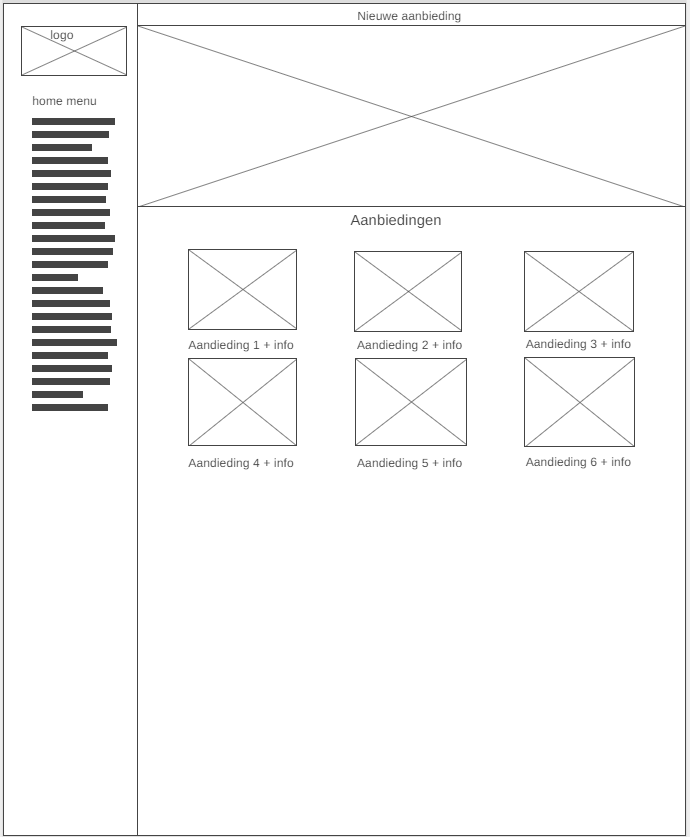 Nieuwe aanbieding
logo
home menu
Aanbiedingen
Aandieding 1 + info
Aandieding 2 + info
Aandieding 3 + info
Aandieding 4 + info
Aandieding 5 + info
Aandieding 6 + info